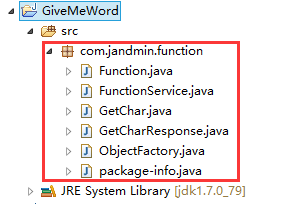 GiveMeWord
src
com.jandmin.function
Function.java
FunctionService.java
GetChar.java
GetCharResponse.java
ObjectFactory.java
package-info.java
JRE System Library [jdk1.7.0_79]